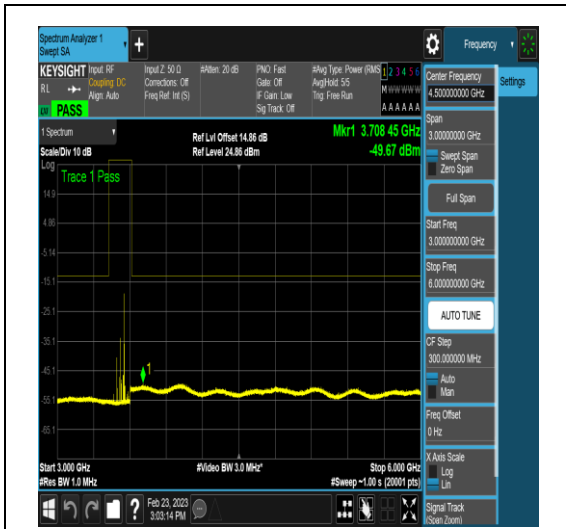 Spectrum Analyzer 1
Swept SA
+
Frequency
KEYSIGHT
RL
PASS
Input: RF
Coupling: DC
Align: Auto
Input Z: 50 Ω
Corrections: Off
Freq Ref: Int (S)
#Atten: 20 dB
PNO: Fast
Gate: Off
IF Gain: Low
Sig Track: Off
#Avg Type: Power (RMS
Avg|Hold: 5/5
Trig: Free Run
1 2 3 4 5 6
M W W W W W
A A A A A A
1 Spectrum
Scale/Div 10 dB
Ref Lvl Offset 14.86 dB
Ref Level 24.86 dBm
Mkr1 3.708 45 GHz
-49.67 dBm
Log
Trace 1 Pass
14.9
4.86
-5.14
-15.1
-25.1
-35.1
-45.1
-55.1
-65.1
1
Start 3.000 GHz
#Res BW 1.0 MHz
#Video BW 3.0 MHz*
Stop 6.000 GHz
#Sweep ~1.00 s (20001 pts)
Feb 23, 2023
3:03:14 PM
?
Center Frequency
4.500000000 GHz
Settings
Span
3.00000000 GHz
Swept Span
Zero Span
Full Span
Start Freq
3.000000000 GHz
Stop Freq
6.000000000 GHz
AUTO TUNE
CF Step
300.000000 MHz
Auto
Man
Freq Offset
0 Hz
X Axis Scale
Log
Lin
Signal Track
(Span Zoom)